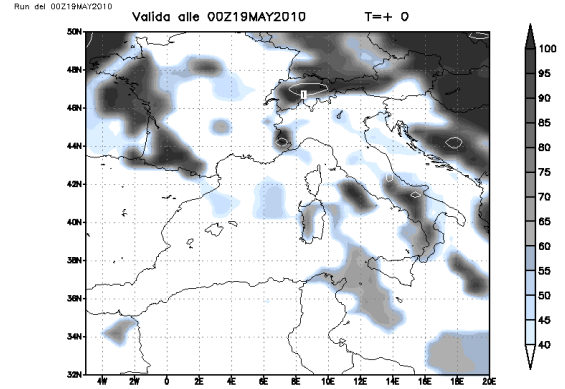 Run del 00Z19MAY2010
Valida alle 00Z19MAY2010 T=+ 0
50N
48N
46N
44N
42N
40N
38N
36N
34N
32N
4W 2W 0 2E 4E 6E 8E 10E 12E 14E 16E 18E 20E
1
100
95
90
85
80
75
70
65
60
55
50
45
40